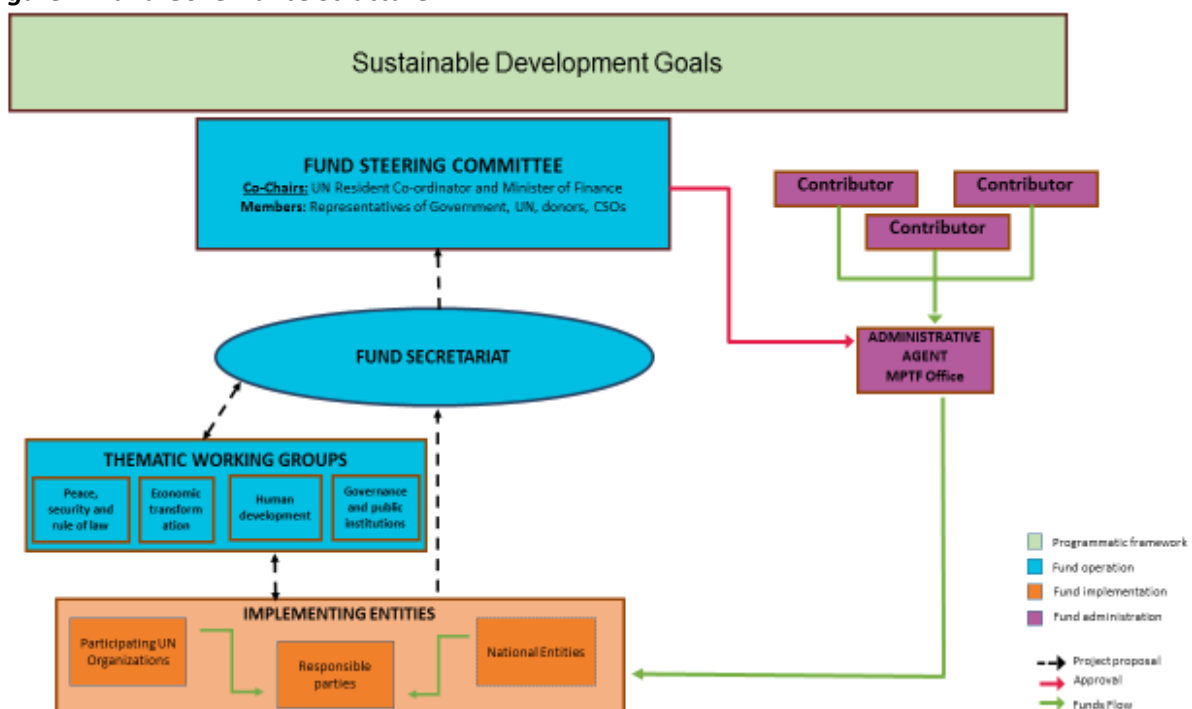 Sustainable Development Goals
FUND STEERING COMMITTEE
Co-Chairs: UN Resident Co-ordinator and Minister of Finance
Members: Representatives of Government, UN, donors, CSOs
Contributor
Contributor
Contributor
ADMINISTRATIVE
AGENT
MPTF Office
FUND SECRETARIAT
THEMATIC WORKING GROUPS
Peace,
security and
rule of law
Economic
transform
ation
Human
development
Governance
and public
institutions
IMPLEMENTING ENTITIES
Participating UN
Organizations
Responsible
parties
National Entities
Programmatic framework
Fund operation
Fund implementation
Fund administration
Project proposal
Approval
Funds Flow